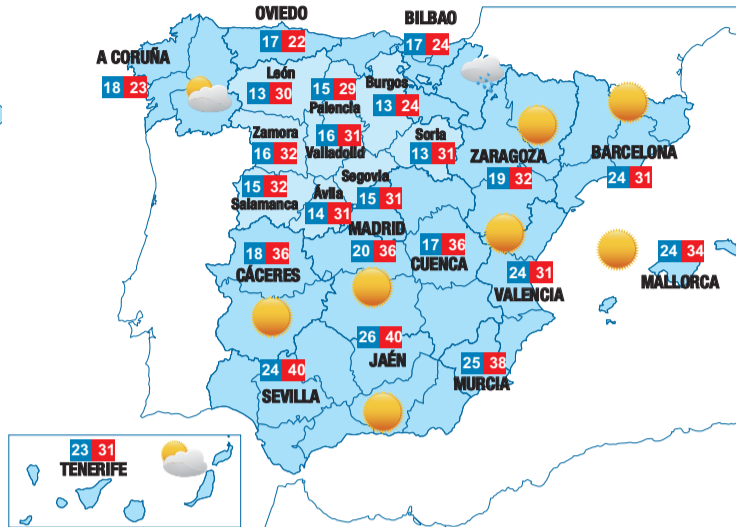 OVIEDO
17 22
BILBAO
17 24
A CORUÑA
18 23
León
13 30
15 29
Palencia
Burgos
13 24
Zamora
16 32
16 31
Valladolid
Soria
13 31
ZARAGOZA
19 32
BARCELONA
24 31
15 32
Salamanca
Ávila
14 31
Segovia
15 31
MADRID
20 36
17 36
CUENCA
18 36
CÁCERES
24 31
VALENCIA
24 34
MALLORCA
26 40
JAÉN
24 40
SEVILLA
25 38
MURCIA
23 31
TENERIFE